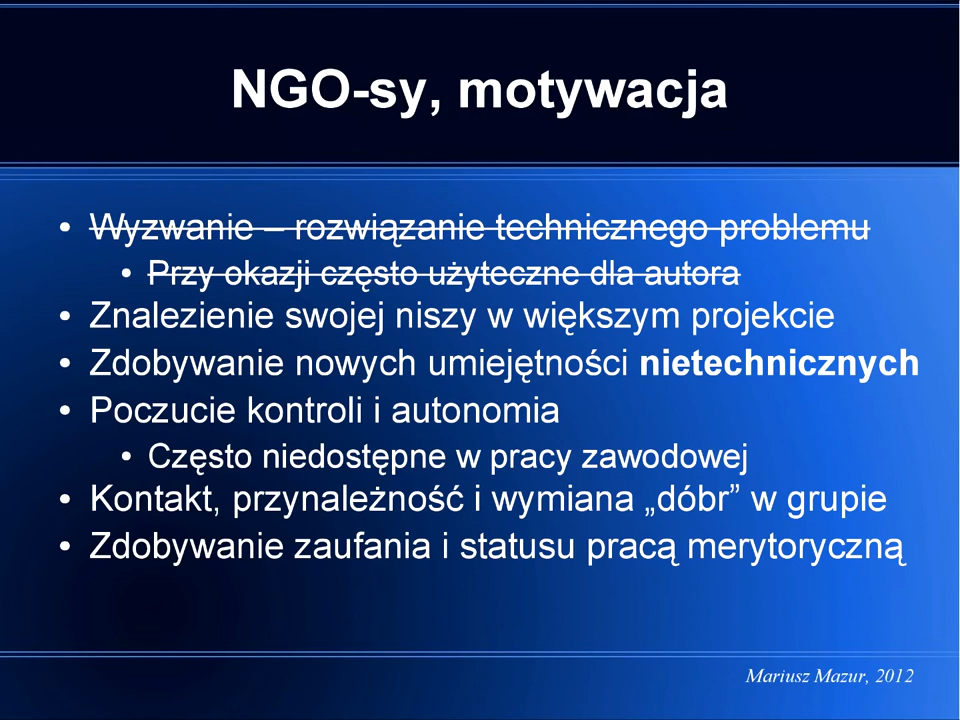 NGO-sy, motywacja
• Wyzwanie – rozwiązanie technicznego problemu
• Przy okazji często użyteczne dla autora
• Znalezienie swojej niszy w większym projekcie
• Zdobywanie nowych umiejętności nietechnicznych
• Poczucie kontroli i autonomia
• Często niedostępne w pracy zawodowej
• Kontakt, przynależność i wymiana „dóbr” w grupie
• Zdobywanie zaufania i statusu pracą merytoryczną
Mariusz Mazur, 2012